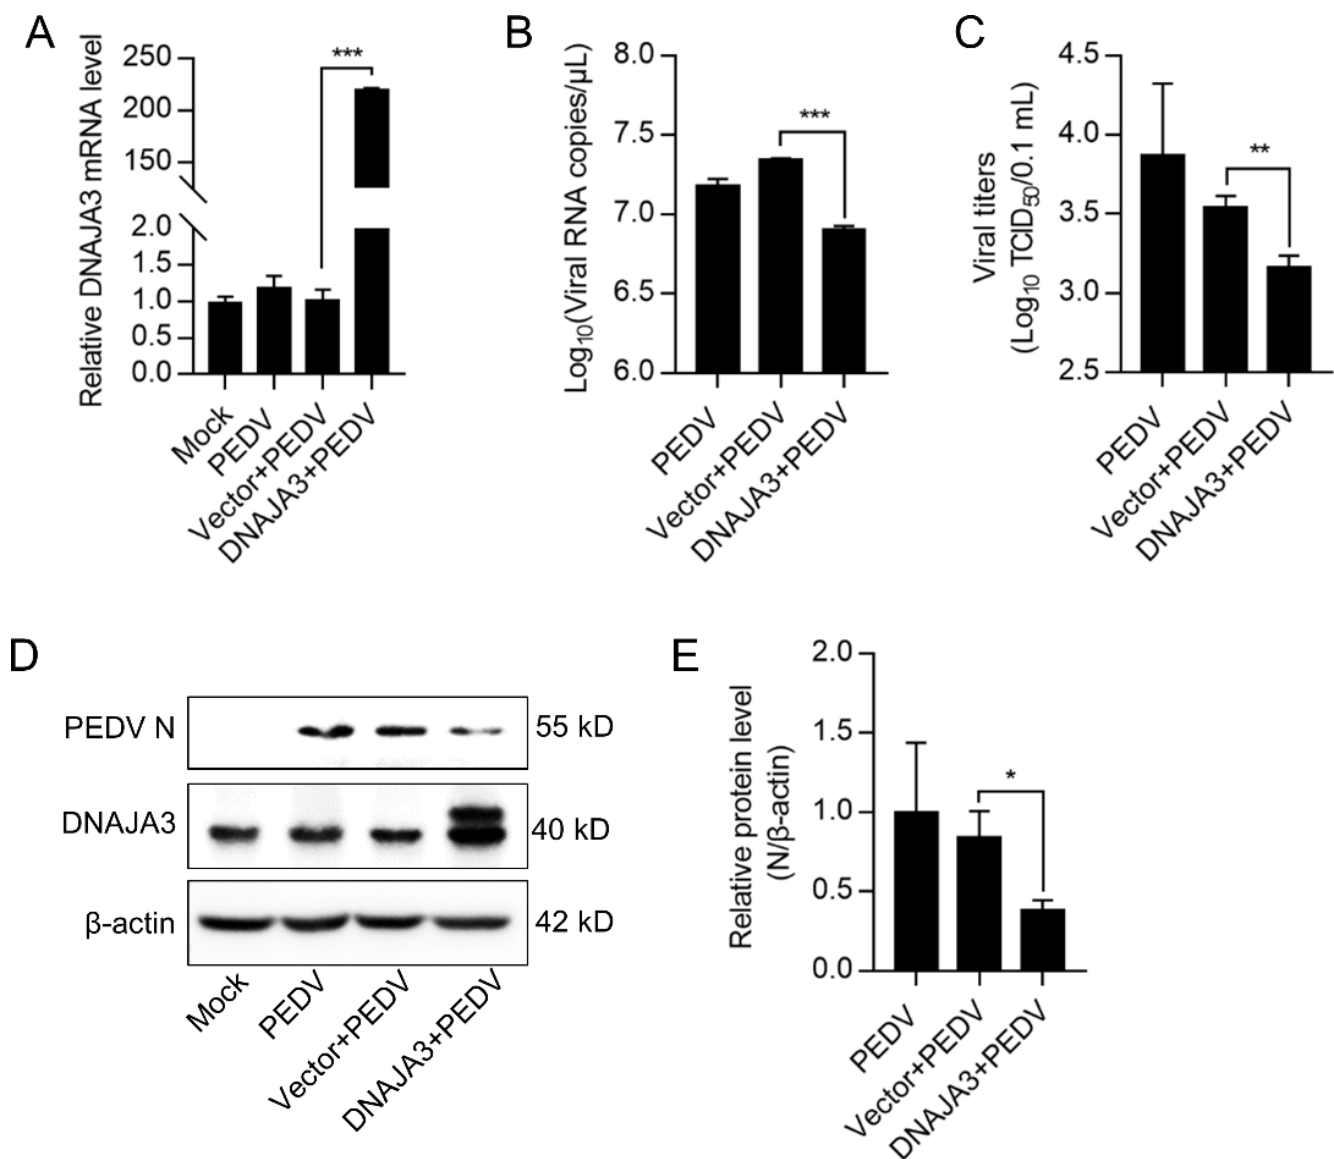 A
Relative DNAJA3 mRNA level
250
200
150
2.0
1.5
1.0
0.5
0.0
***
Mock
PEDV
Vector+PEDV
DNAJA3+PEDV
B
Log10(Viral RNA copies/μL)
8.0
7.5
7.0
6.5
6.0
***
PEDV
Vector+PEDV
DNAJA3+PEDV
C
Viral titers
(Log10 TCID50/0.1 mL)
4.5
4.0
3.5
3.0
2.5
**
PEDV
Vector+PEDV
DNAJA3+PEDV
D
PEDV N
55 kD
DNAJA3
40 kD
β-actin
42 kD
Mock
PEDV
Vector+PEDV
DNAJA3+PEDV
E
Relative protein level
(N/β-actin)
2.0
1.5
1.0
0.5
0.0
*
PEDV
Vector+PEDV
DNAJA3+PEDV